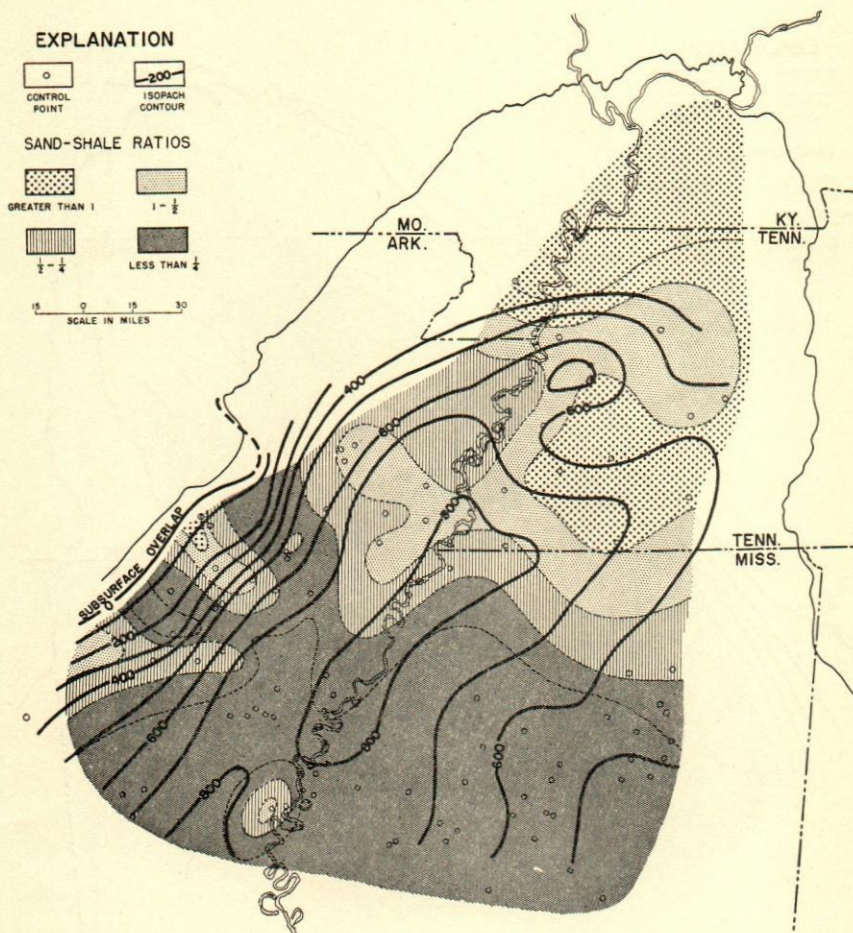 EXPLANATION
CONTROL
POINT
200
ISOPACH
CONTOUR
SAND-SHALE RATIOS
GREATER THAN 1
1 - 1/2
1/2 - 1/4
LESS THAN 1/4
15 0 15 30
SCALE IN MILES
MO.
ARK.
KY.
TENN.
400
600
600
800
TENN.
MISS.
SUBSURFACE OVERLAP
0
200
400
600
800
800
600